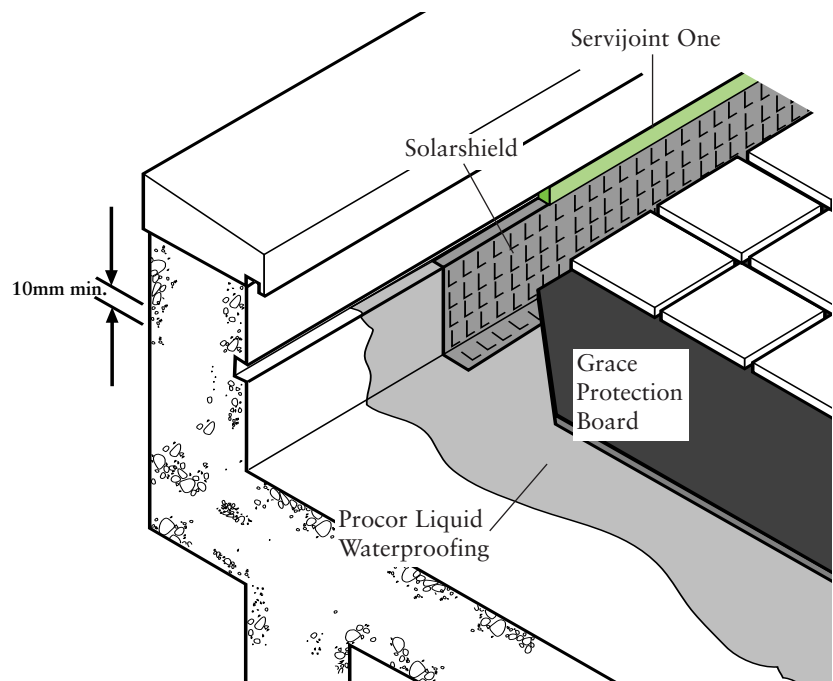 Servijoint One
Solarshield
10mm min.
Grace
Protection
Board
Procor Liquid
Waterproofing